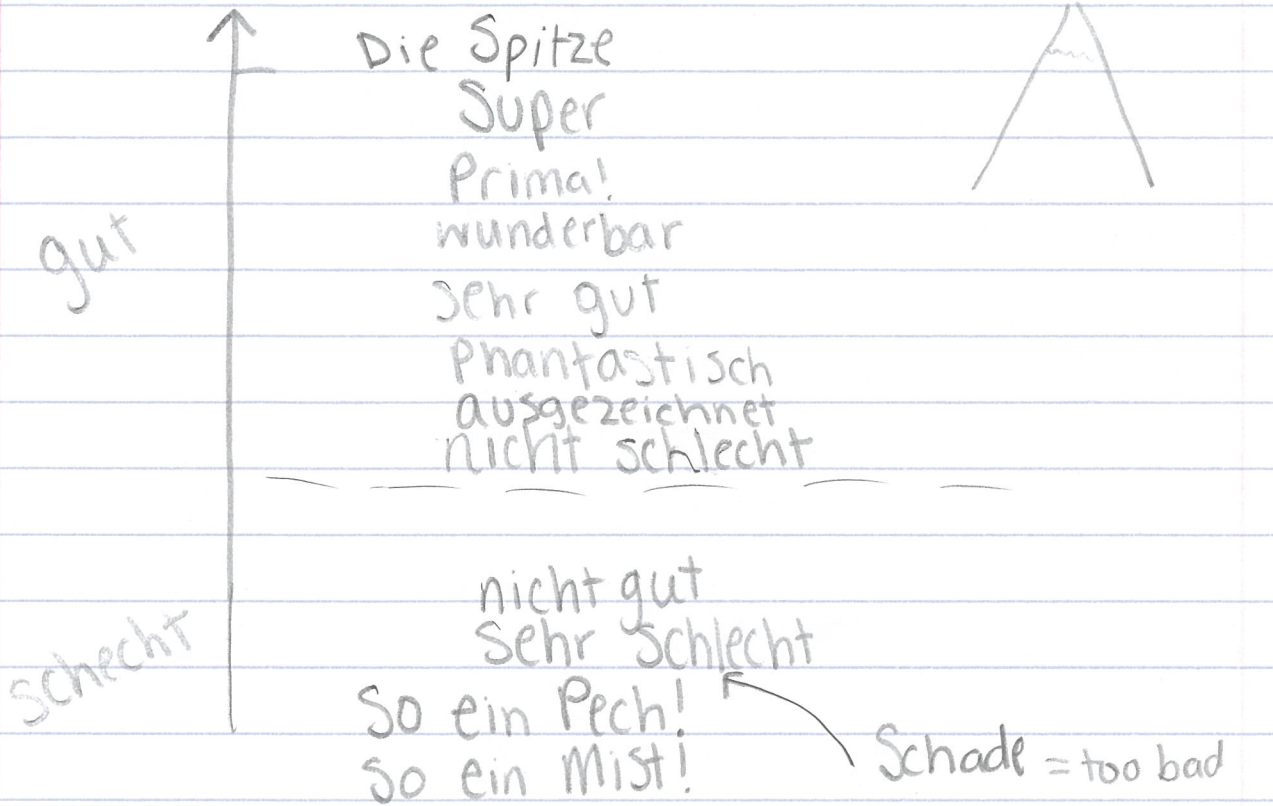 Die Spitze
Super
Prima!
wunderbar
gut
sehr gut
Phantastisch
ausgezeichnet
nicht schlecht
nicht gut
schecht
sehr schlecht
So ein Pech!
Schade = too bad
So ein Mist!